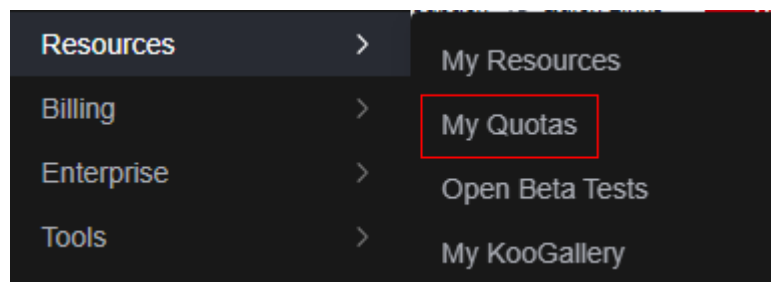 Resources
Billing
Enterprise
Tools
My Resources
My Quotas
Open Beta Tests
My KooGallery